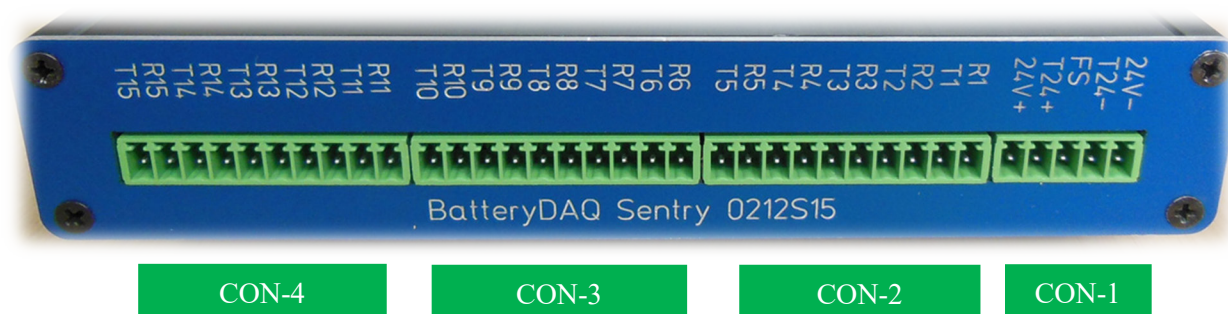 T15 R15 T14 R14 T13 R13 T12 R12 T11 R11 T10 R10 T9 R9 T8 R8 T7 R7 T6 R6 T5 R5 T4 R4 T3 R3 T2 R2 T1 R1 24V+ T24+ FS T24- 24V-
BatteryDAQ Sentry 0212S15
CON-4 CON-3 CON-2 CON-1